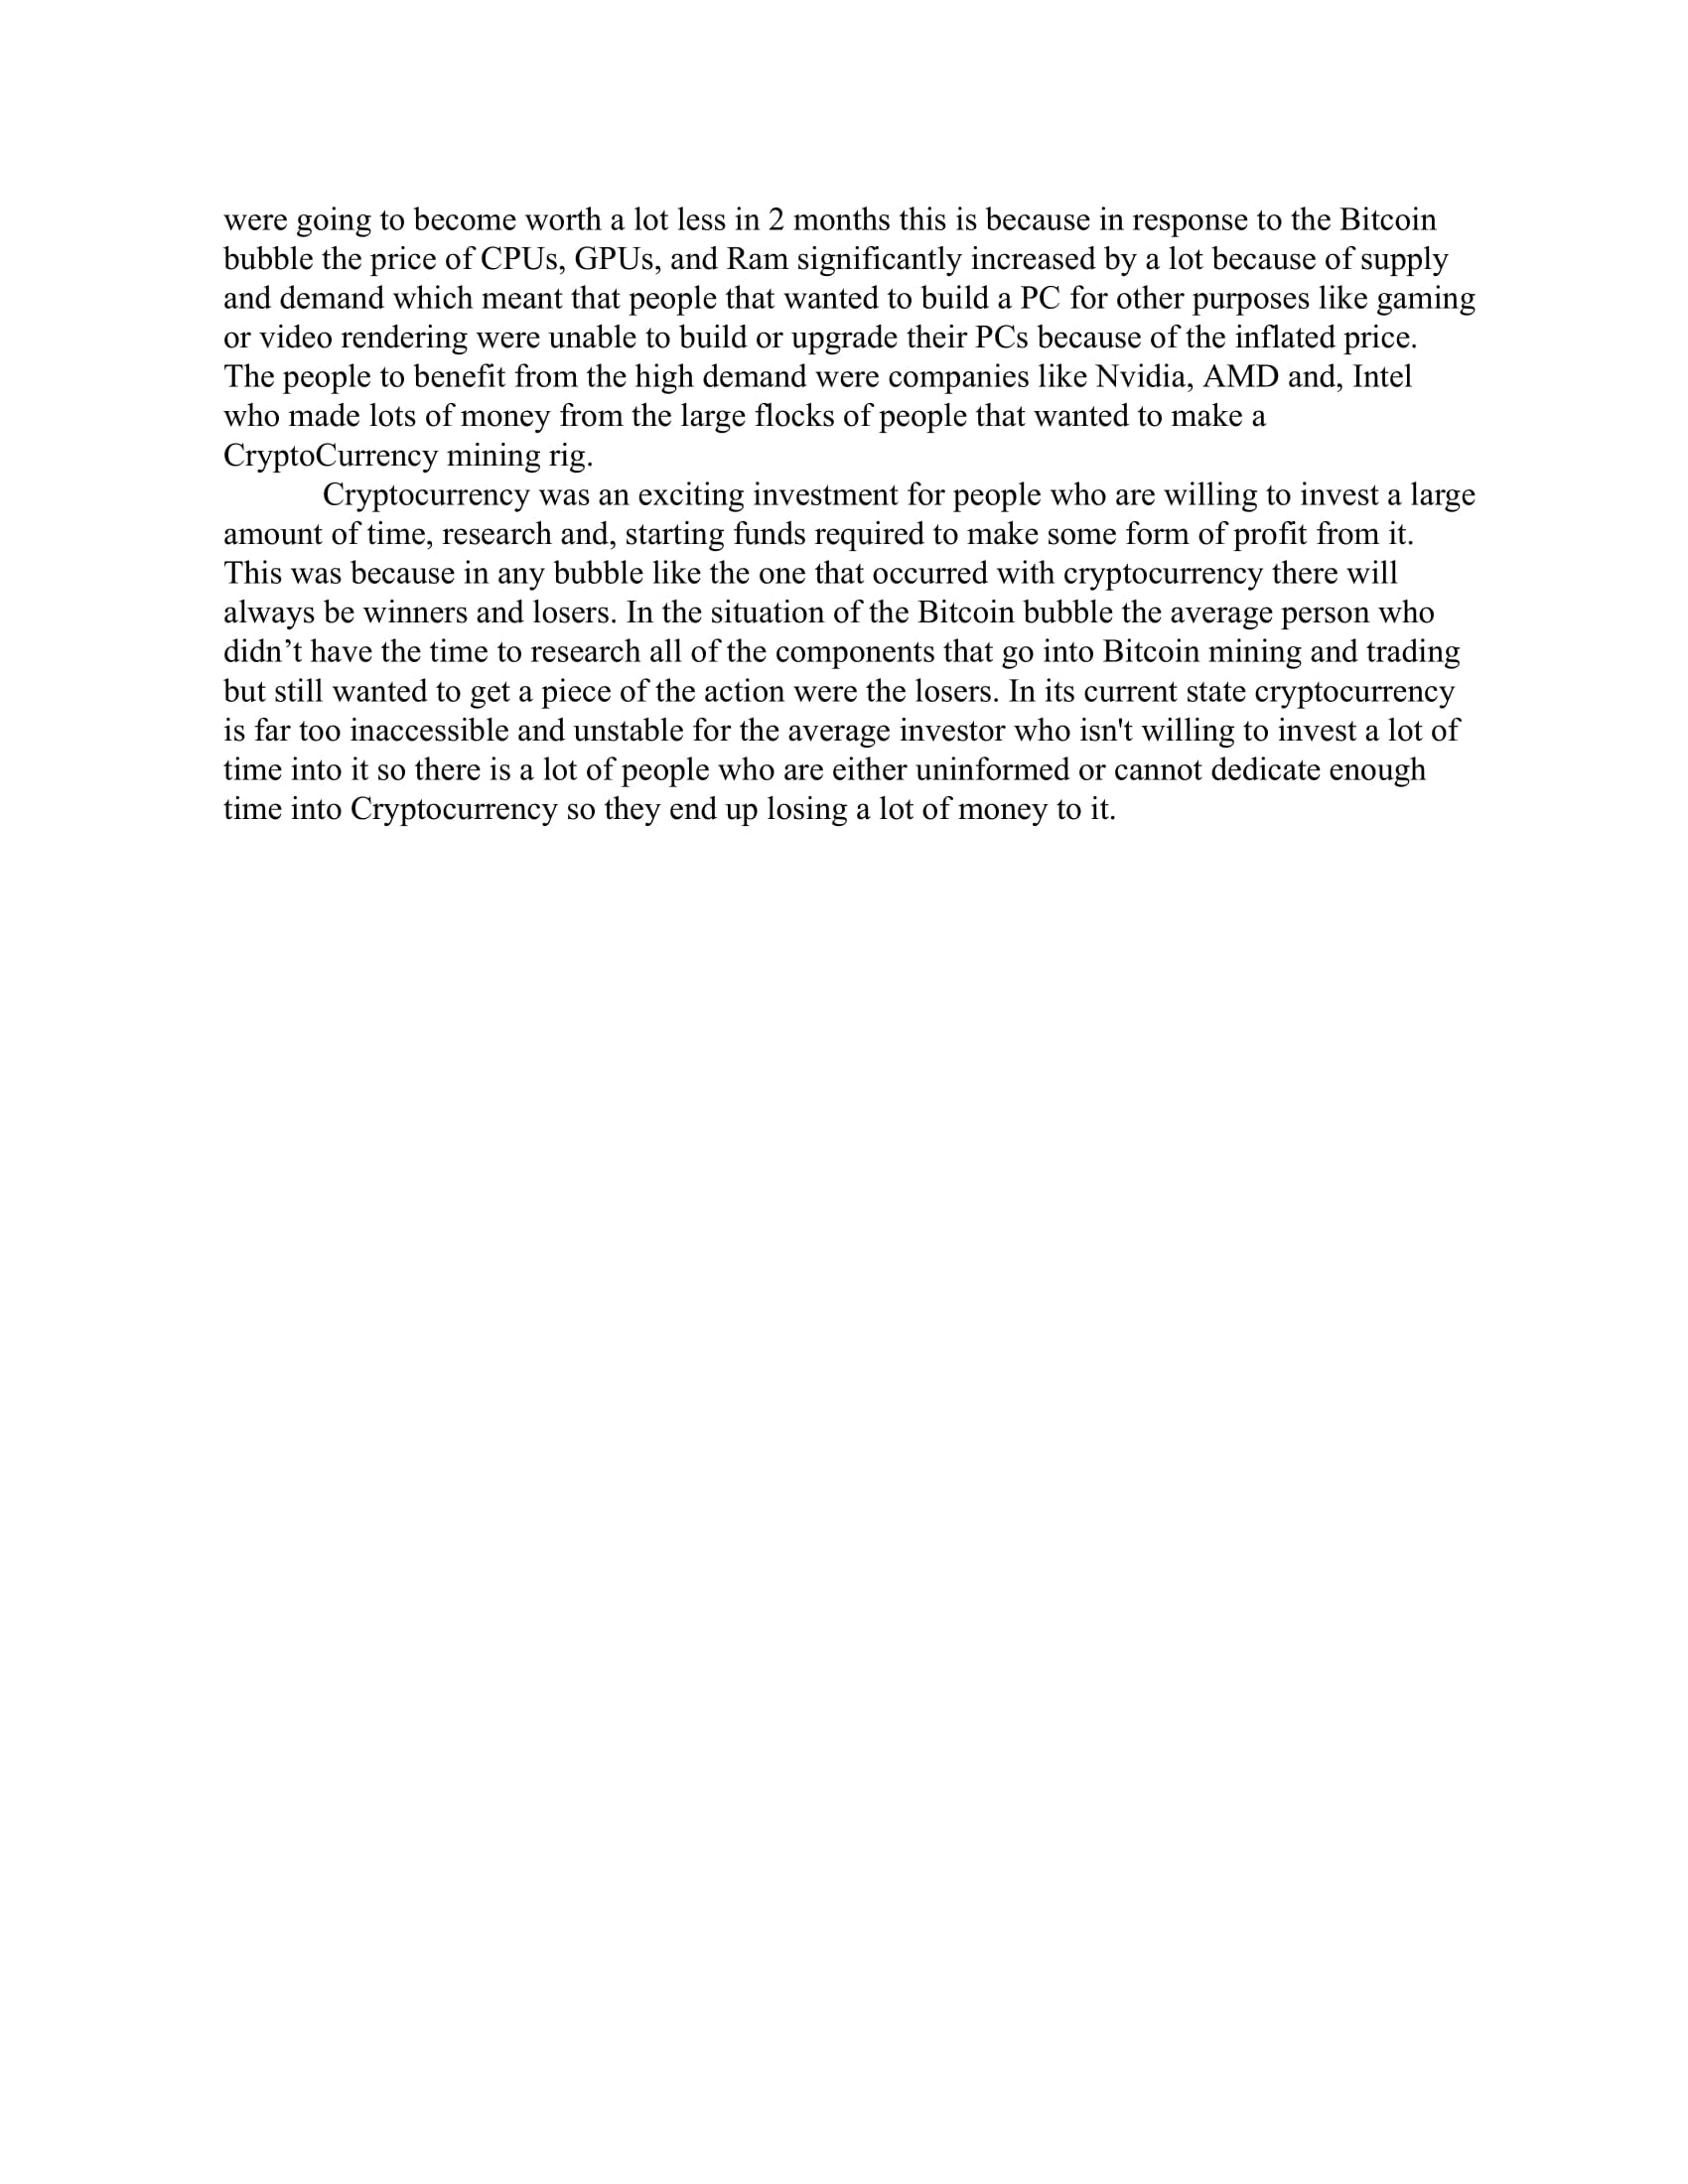 were going to become worth a lot less in 2 months this is because in response to the Bitcoin
bubble the price of CPUs, GPUs, and Ram significantly increased by a lot because of supply
and demand which meant that people that wanted to build a PC for other purposes like gaming
or video rendering were unable to build or upgrade their PCs because of the inflated price.
The people to benefit from the high demand were companies like Nvidia, AMD and, Intel
who made lots of money from the large flocks of people that wanted to make a
CryptoCurrency mining rig.
Cryptocurrency was an exciting investment for people who are willing to invest a large
amount of time, research and, starting funds required to make some form of profit from it.
This was because in any bubble like the one that occurred with cryptocurrency there will
always be winners and losers. In the situation of the Bitcoin bubble the average person who
didn’t have the time to research all of the components that go into Bitcoin mining and trading
but still wanted to get a piece of the action were the losers. In its current state cryptocurrency
is far too inaccessible and unstable for the average investor who isn't willing to invest a lot of
time into it so there is a lot of people who are either uninformed or cannot dedicate enough
time into Cryptocurrency so they end up losing a lot of money to it.